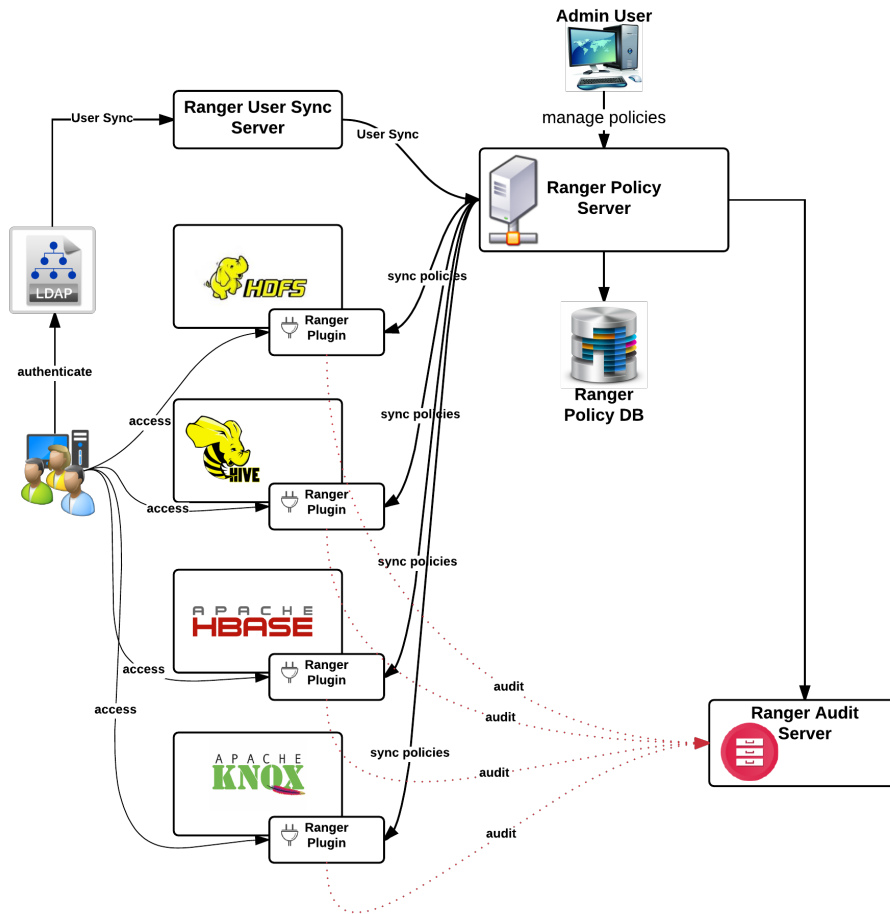 Admin User
manage policies
User Sync
Ranger User Sync
Server
User Sync
Ranger Policy
Server
LDAP
HDFS
sync policies
Ranger
Plugin
authenticate
Ranger
Policy DB
access
sync policies
HIVE
Ranger
Plugin
access
sync policies
APACHE
HBASE
Ranger
Plugin
access
audit
access
audit
Ranger Audit
Server
sync policies
APACHE
KNOX
audit
Ranger
Plugin
audit